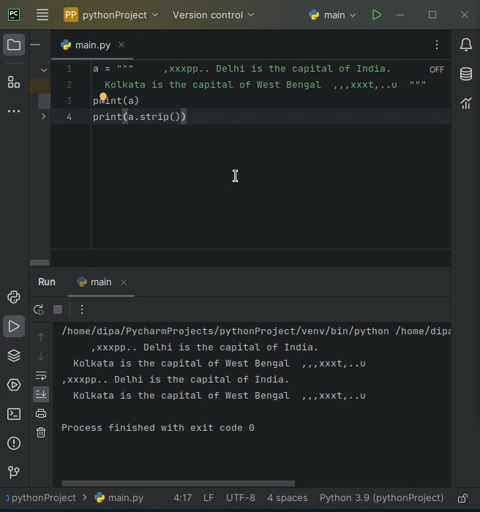 PC PP pythonProject Version control main
main.py
1 a = """     ,xxxpp.. Delhi is the capital of India. OFF
2   Kolkata is the capital of West Bengal  ,,,xxxt,..u  """
3 print(a)
4 print(a.strip())
Run main
/home/dipa/PycharmProjects/pythonProject/venv/bin/python /home/dipa
     ,xxxpp.. Delhi is the capital of India.
  Kolkata is the capital of West Bengal  ,,,xxxt,..u
,xxxpp.. Delhi is the capital of India.
  Kolkata is the capital of West Bengal  ,,,xxxt,..u
Process finished with exit code 0
pythonProject > main.py 4:17 LF UTF-8 4 spaces Python 3.9 (pythonProject)